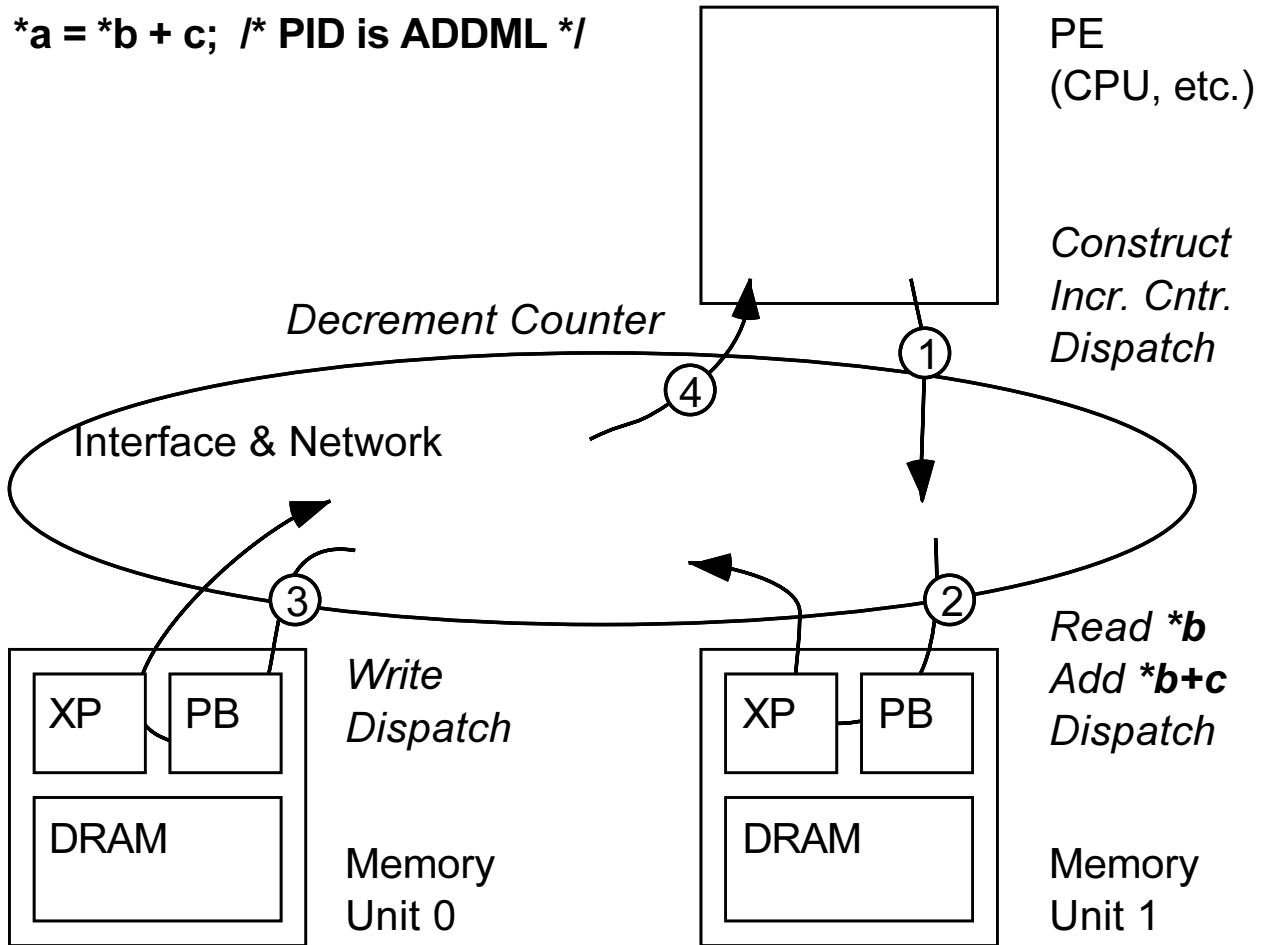 *a = *b + c;  /* PID is ADDML */
PE
(CPU, etc.)
Construct
Incr. Cntr.
Dispatch
Decrement Counter
1
4
Interface & Network
3
2
Write
Dispatch
Read *b
Add *b+c
Dispatch
XP
PB
DRAM
Memory
Unit 0
XP
PB
DRAM
Memory
Unit 1